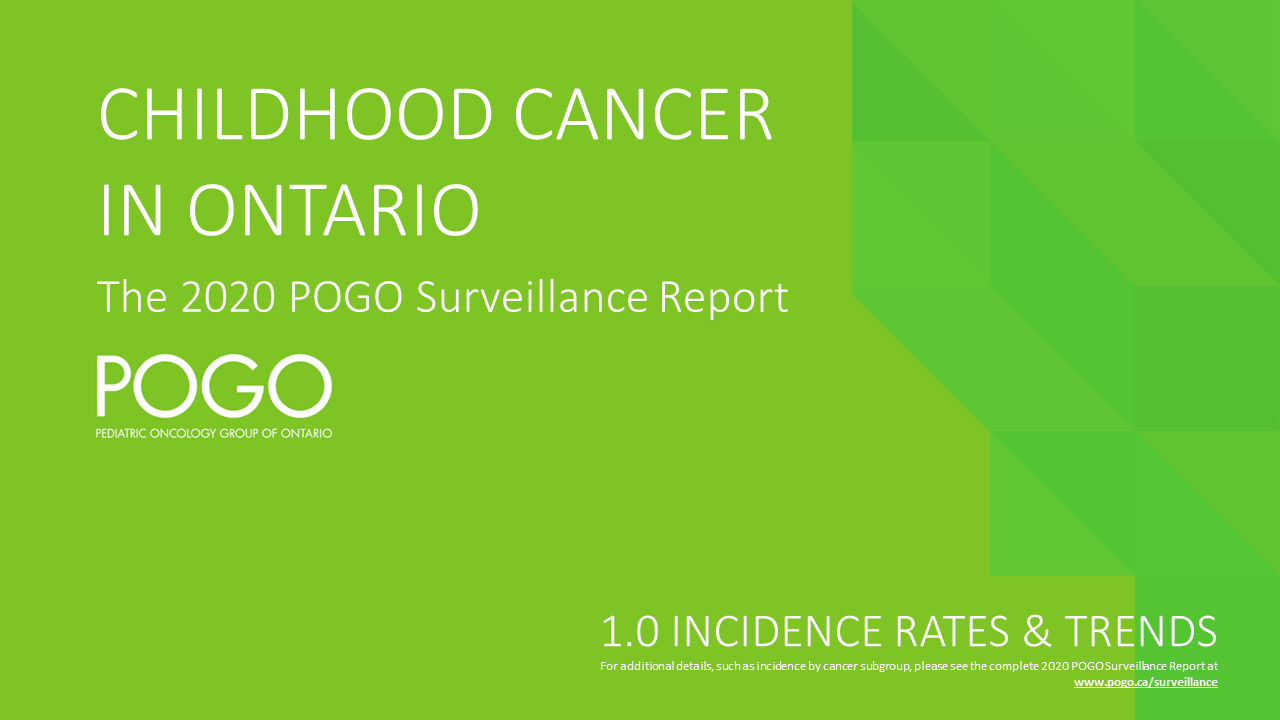 CHILDHOOD CANCER
IN ONTARIO
The 2020 POGO Surveillance Report
POGO
PEDIATRIC ONCOLOGY GROUP OF ONTARIO
1.0 INCIDENCE RATES & TRENDS
For additional details, such as incidence by cancer subgroup, please see the complete 2020 POGO Surveillance Report at
www.pogo.ca/surveillance